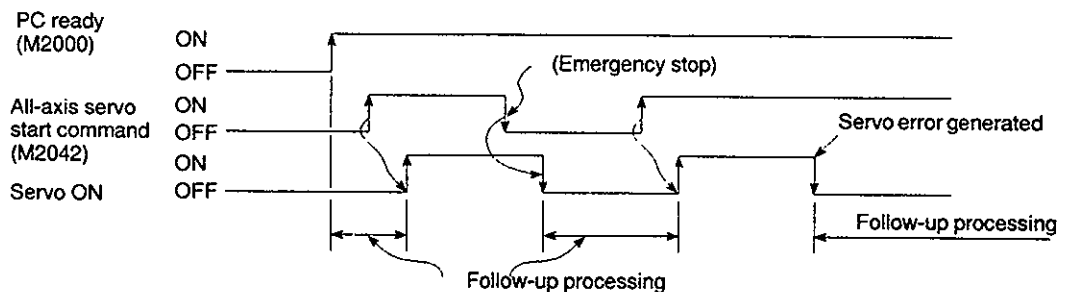 PC ready
(M2000)
ON
OFF
(Emergency stop)
All-axis servo
start command
(M2042)
ON
OFF
Servo error generated
Servo ON
ON
OFF
Follow-up processing
Follow-up processing